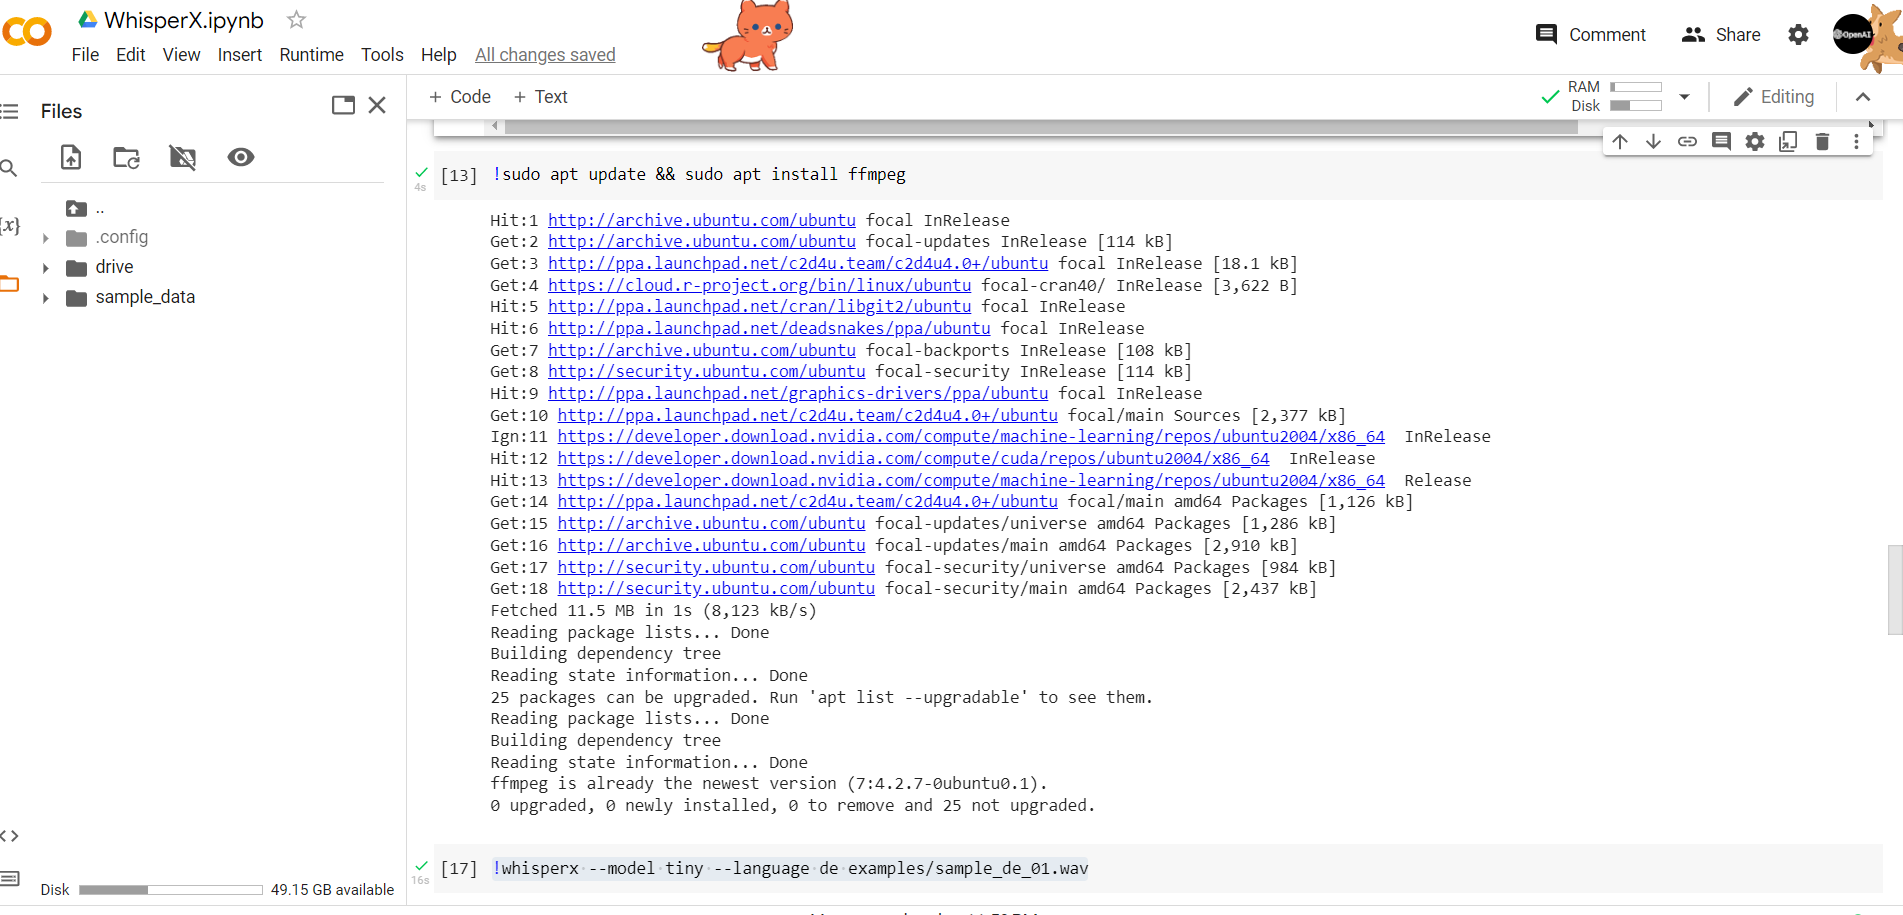 WhisperX.ipynb
File Edit View Insert Runtime Tools Help All changes saved
Comment Share OpenAI
Files
+ Code + Text
RAM
Disk
Editing
{x}
..
.config
drive
sample_data
4s
[13] !sudo apt update && sudo apt install ffmpeg
Hit:1 http://archive.ubuntu.com/ubuntu focal InRelease
Get:2 http://archive.ubuntu.com/ubuntu focal-updates InRelease [114 kB]
Get:3 http://ppa.launchpad.net/c2d4u.team/c2d4u4.0+/ubuntu focal InRelease [18.1 kB]
Get:4 https://cloud.r-project.org/bin/linux/ubuntu focal-cran40/ InRelease [3,622 B]
Hit:5 http://ppa.launchpad.net/cran/libgit2/ubuntu focal InRelease
Hit:6 http://ppa.launchpad.net/deadsnakes/ppa/ubuntu focal InRelease
Get:7 http://archive.ubuntu.com/ubuntu focal-backports InRelease [108 kB]
Get:8 http://security.ubuntu.com/ubuntu focal-security InRelease [114 kB]
Hit:9 http://ppa.launchpad.net/graphics-drivers/ppa/ubuntu focal InRelease
Get:10 http://ppa.launchpad.net/c2d4u.team/c2d4u4.0+/ubuntu focal/main Sources [2,377 kB]
Ign:11 https://developer.download.nvidia.com/compute/machine-learning/repos/ubuntu2004/x86_64 InRelease
Hit:12 https://developer.download.nvidia.com/compute/cuda/repos/ubuntu2004/x86_64 InRelease
Hit:13 https://developer.download.nvidia.com/compute/machine-learning/repos/ubuntu2004/x86_64 Release
Get:14 http://ppa.launchpad.net/c2d4u.team/c2d4u4.0+/ubuntu focal/main amd64 Packages [1,126 kB]
Get:15 http://archive.ubuntu.com/ubuntu focal-updates/universe amd64 Packages [1,286 kB]
Get:16 http://archive.ubuntu.com/ubuntu focal-updates/main amd64 Packages [2,910 kB]
Get:17 http://security.ubuntu.com/ubuntu focal-security/universe amd64 Packages [984 kB]
Get:18 http://security.ubuntu.com/ubuntu focal-security/main amd64 Packages [2,437 kB]
Fetched 11.5 MB in 1s (8,123 kB/s)
Reading package lists... Done
Building dependency tree
Reading state information... Done
25 packages can be upgraded. Run 'apt list --upgradable' to see them.
Reading package lists... Done
Building dependency tree
Reading state information... Done
ffmpeg is already the newest version (7:4.2.7-0ubuntu0.1).
0 upgraded, 0 newly installed, 0 to remove and 25 not upgraded.
16s
[17] !whisperx --model tiny --language de examples/sample_de_01.wav
Disk 49.15 GB available